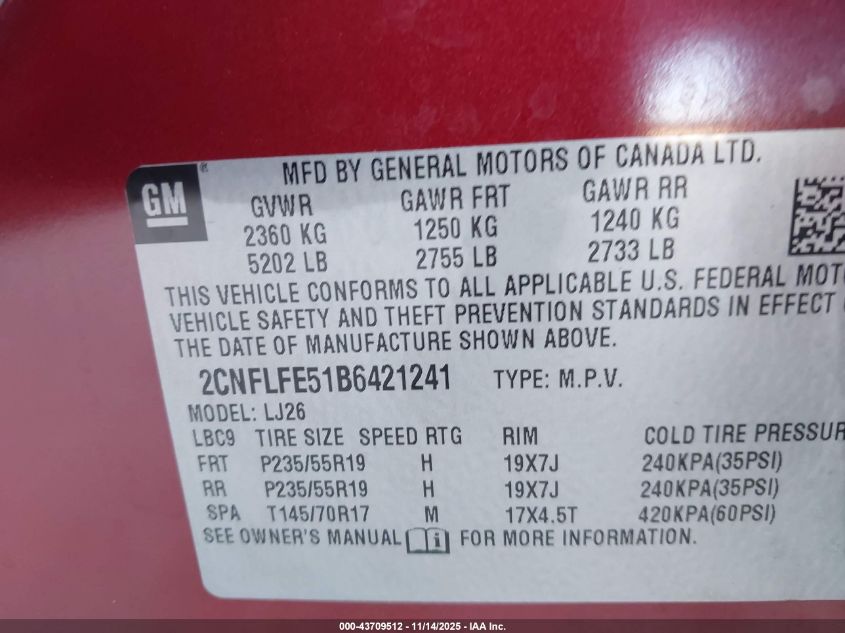 MFD BY GENERAL MOTORS OF CANADA LTD.
GM ®
GVWR GAWR FRT GAWR RR
2360 KG 1250 KG 1240 KG
5202 LB 2755 LB 2733 LB
THIS VEHICLE CONFORMS TO ALL APPLICABLE U.S. FEDERAL MOTO
VEHICLE SAFETY AND THEFT PREVENTION STANDARDS IN EFFECT
THE DATE OF MANUFACTURE SHOWN ABOVE.
2CNFLFE51B6421241 TYPE: M.P.V.
MODEL: LJ26
LBC9 TIRE SIZE SPEED RTG RIM COLD TIRE PRESSUR
FRT P235/55R19 H 19X7J 240KPA(35PSI)
RR P235/55R19 H 19X7J 240KPA(35PSI)
SPA T145/70R17 M 17X4.5T 420KPA(60PSI)
SEE OWNER'S MANUAL FOR MORE INFORMATION.
000-43709512 - 11/14/2025 - IAA Inc.